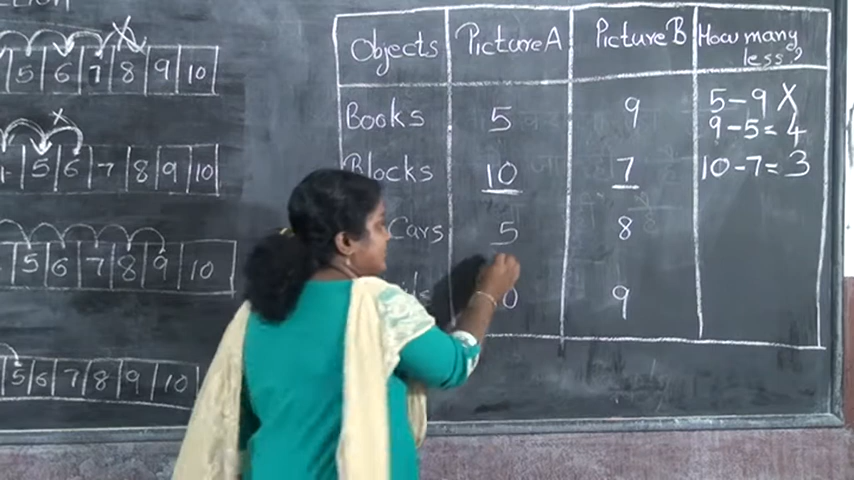 ION
5 6 7 8 9 10
5 6 7 8 9 10
5 6 7 8 9 10
5 6 7 8 9 10
Objects Picture A Picture B How many less?
Books 5 9 5-9 X
9-5=4
Blocks 10 7 10-7=3
Cars 5 8
0 9